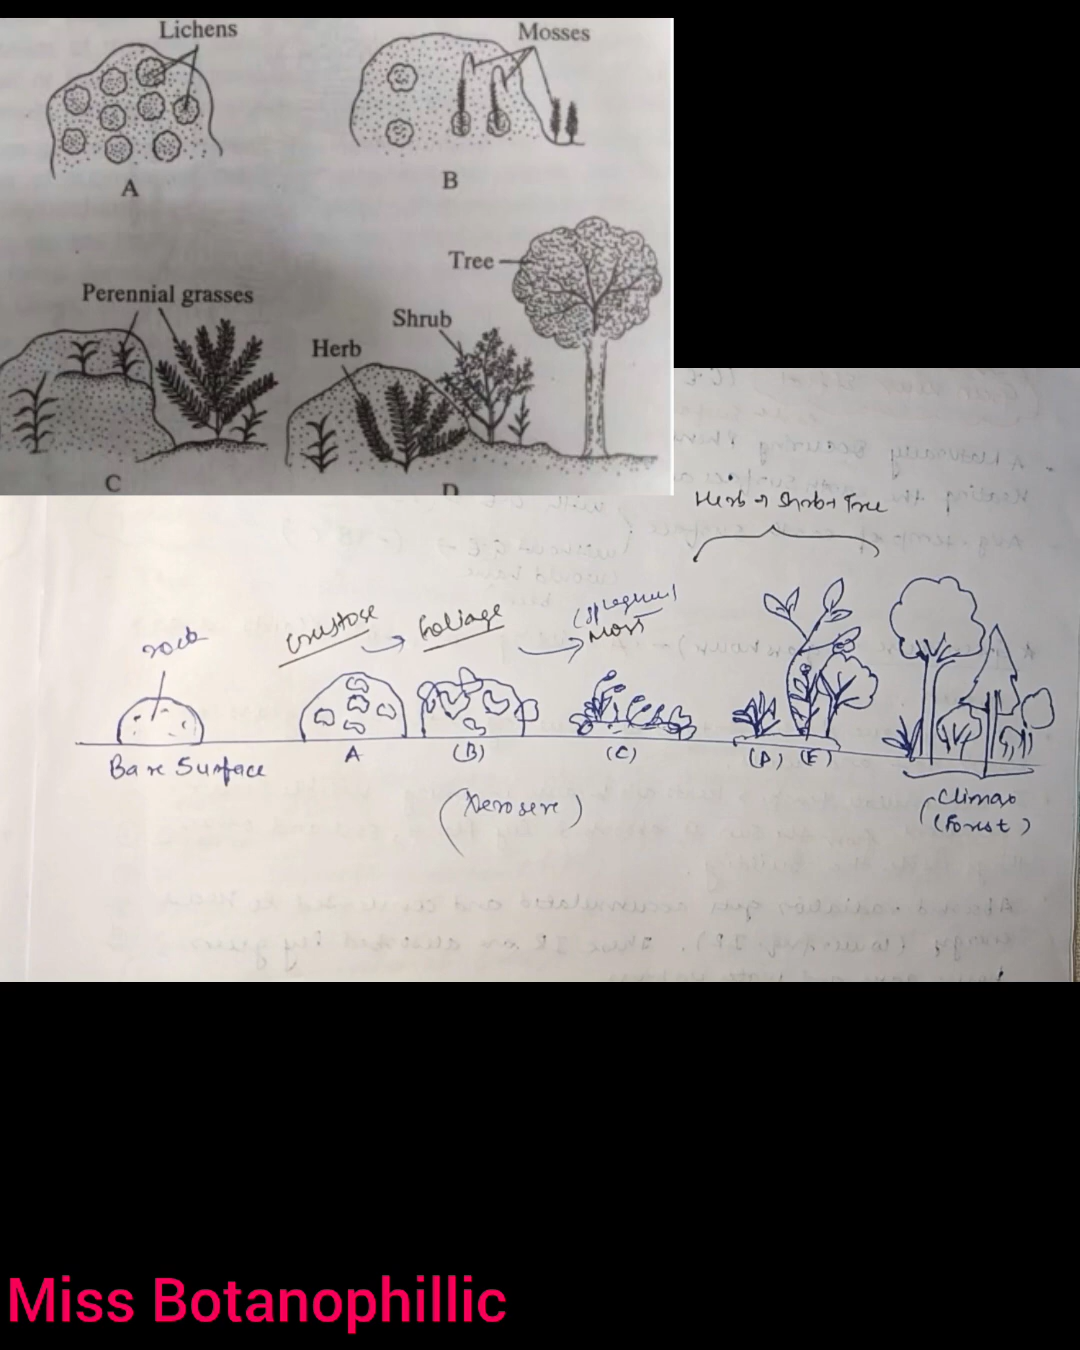 Lichens
Mosses
A
B
Tree
Perennial grasses
Shrub
Herb
C
D
Herb → Shrub → Tree
rock
Crustose → Foliage → Moss
A
(B)
(C)
(D) (E)
Bare Surface
(Xerosere)
Climax
(Forest)
Miss Botanophillic